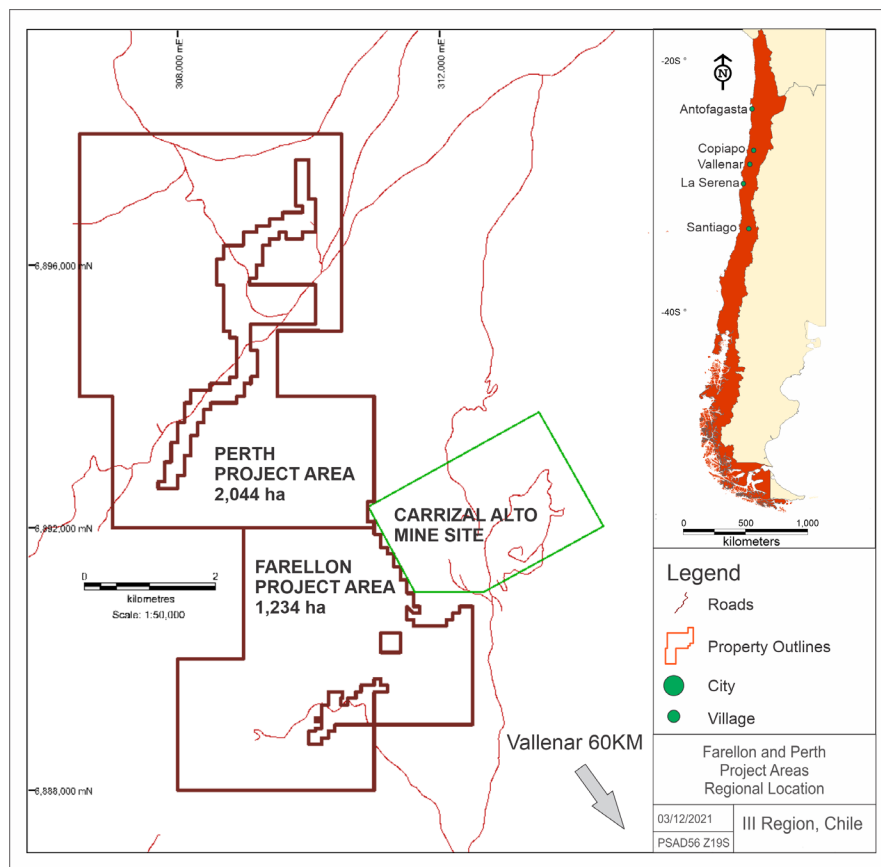 308,000 mE
312,000 mE
6,896,000 mN
6,892,000 mN
6,888,000 mN
PERTH
PROJECT AREA
2,044 ha
CARRIZAL ALTO
MINE SITE
FARELLON
PROJECT AREA
1,234 ha
0 2
kilometres
Scale: 1:50,000
Vallenar 60KM
N
-20S °
Antofagasta
Copiapo
Vallenar
La Serena
Santiago
-40S °
0 500 1,000
kilometers
Legend
Roads
Property Outlines
City
Village
Farellon and Perth
Project Areas
Regional Location
03/12/2021
PSAD56 Z19S
III Region, Chile